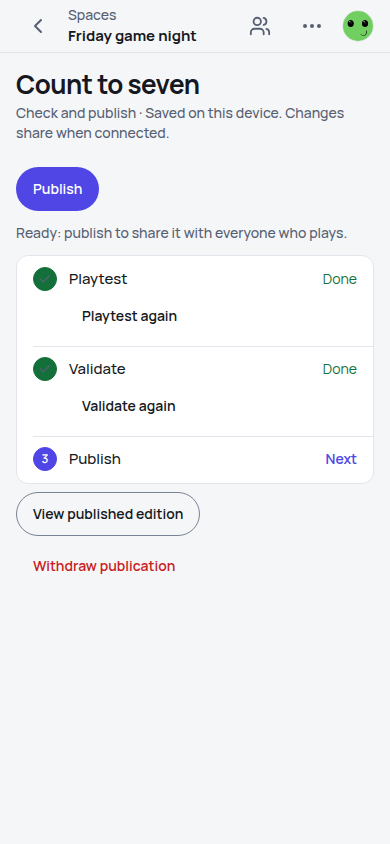 Spaces
Friday game night
Count to seven
Check and publish · Saved on this device. Changes
share when connected.
Publish
Ready: publish to share it with everyone who plays.
Playtest
Done
Playtest again
Validate
Done
Validate again
3
Publish
Next
View published edition
Withdraw publication